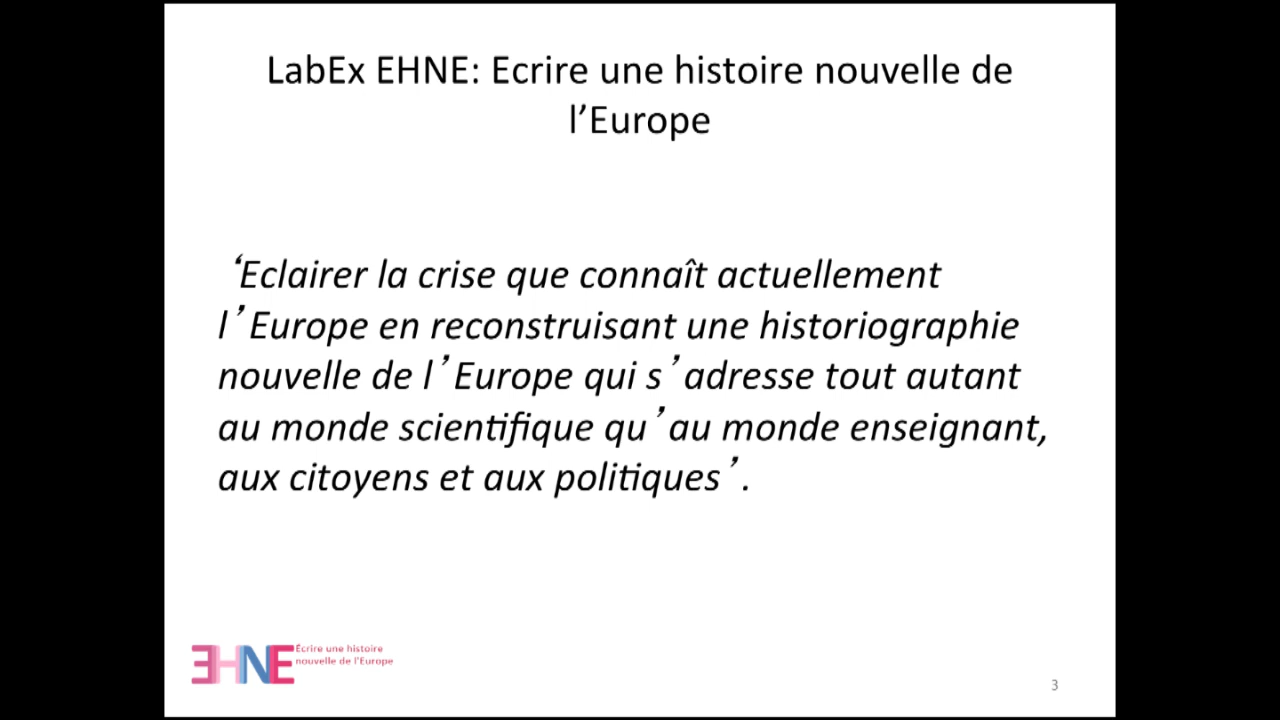 LabEx EHNE: Ecrire une histoire nouvelle de
l’Europe
‘Eclairer la crise que connaît actuellement
l’Europe en reconstruisant une historiographie
nouvelle de l’Europe qui s’adresse tout autant
au monde scientifique qu’au monde enseignant,
aux citoyens et aux politiques’.
EHNE
Écrire une histoire
nouvelle de l'Europe
3